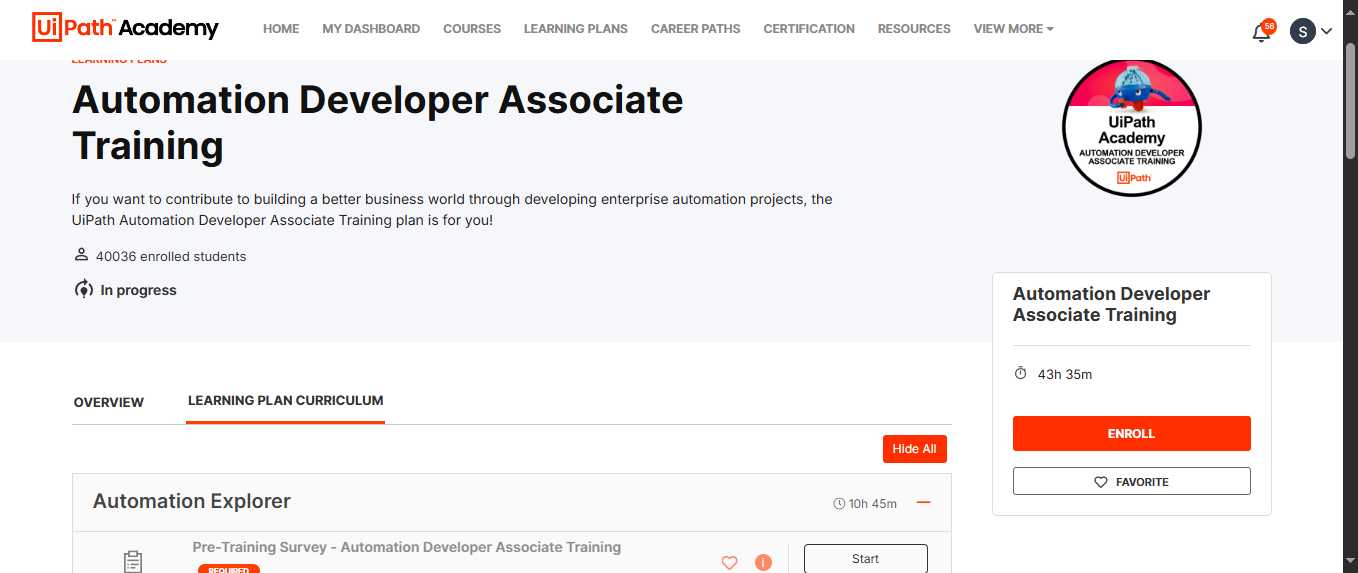 UiPath Academy
HOME MY DASHBOARD COURSES LEARNING PLANS CAREER PATHS CERTIFICATION RESOURCES VIEW MORE
56
S
LEARNING PLANS
Automation Developer Associate
Training
If you want to contribute to building a better business world through developing enterprise automation projects, the
UiPath Automation Developer Associate Training plan is for you!
40036 enrolled students
In progress
UiPath
Academy
AUTOMATION DEVELOPER
ASSOCIATE TRAINING
UiPath
Automation Developer
Associate Training
43h 35m
ENROLL
FAVORITE
OVERVIEW LEARNING PLAN CURRICULUM
Hide All
Automation Explorer 10h 45m
Pre-Training Survey - Automation Developer Associate Training
REQUIRED
Start